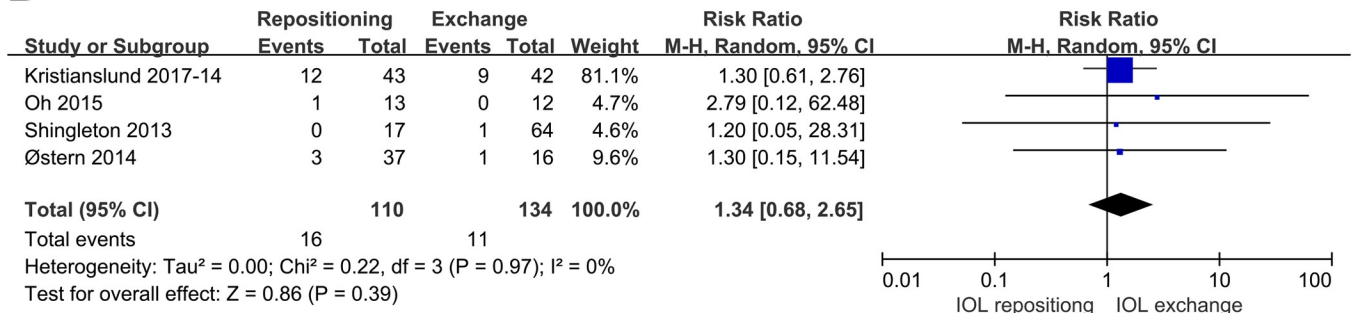 Repositioning Exchange Risk Ratio Risk Ratio
Study or Subgroup Events Total Events Total Weight M-H, Random, 95% CI M-H, Random, 95% CI
Kristianslund 2017-14 12 43 9 42 81.1% 1.30 [0.61, 2.76]
Oh 2015 1 13 0 12 4.7% 2.79 [0.12, 62.48]
Shingleton 2013 0 17 1 64 4.6% 1.20 [0.05, 28.31]
Østern 2014 3 37 1 16 9.6% 1.30 [0.15, 11.54]
Total (95% CI) 110 134 100.0% 1.34 [0.68, 2.65]
Total events 16 11
Heterogeneity: Tau² = 0.00; Chi² = 0.22, df = 3 (P = 0.97); I² = 0%
Test for overall effect: Z = 0.86 (P = 0.39)
0.01 0.1 1 10 100
IOL repositionq IOL exchange